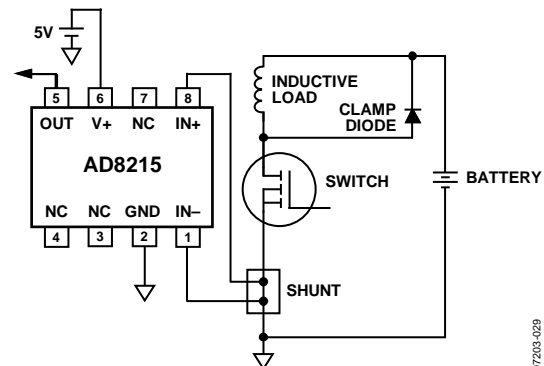 5V
5 6 7 8
OUT V+ NC IN+
AD8215
NC NC GND IN–
4 3 2 1
INDUCTIVE
LOAD
CLAMP
DIODE
SWITCH
BATTERY
SHUNT
07203-029